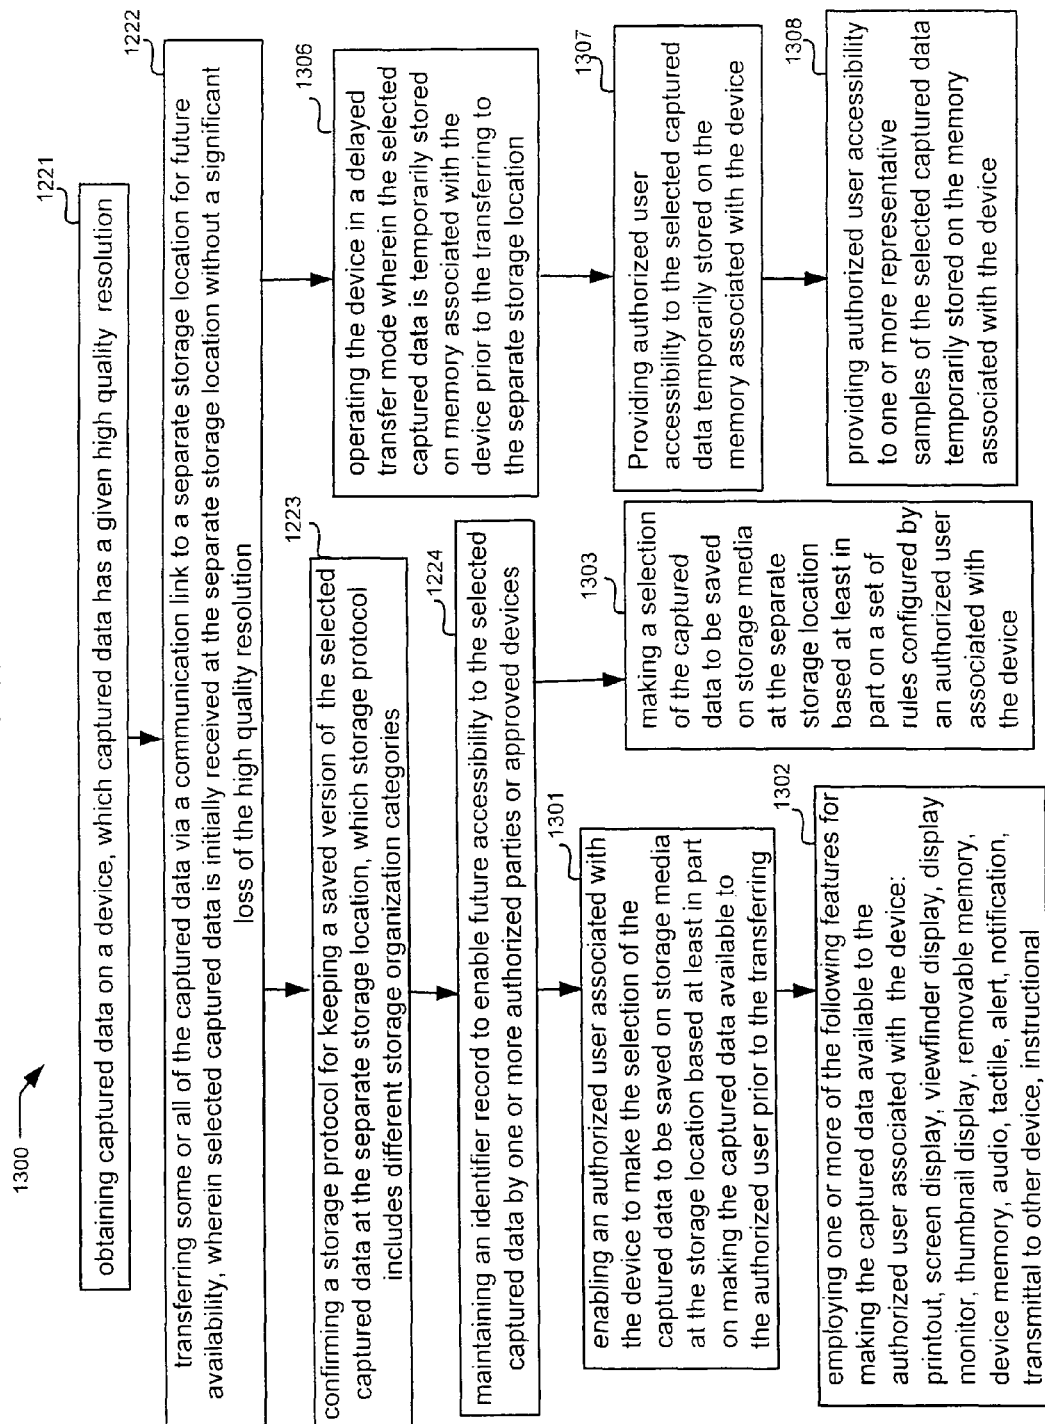 1300
1221
obtaining captured data on a device, which captured data has a given high quality resolution
1222
transferring some or all of the captured data via a communication link to a separate storage location for future
availability, wherein selected captured data is initially received at the separate storage location without a significant
loss of the high quality resolution
1223
confirming a storage protocol for keeping a saved version of the selected
captured data at the separate storage location, which storage protocol
includes different storage organization categories
1224
maintaining an identifier record to enable future accessibility to the selected
captured data by one or more authorized parties or approved devices
1301
enabling an authorized user associated with
the device to make the selection of the
captured data to be saved on storage media
at the storage location based at least in part
on making the captured data available to
the authorized user prior to the transferring
1302
employing one or more of the following features for
making the captured data available to the
authorized user associated with the device:
printout, screen display, viewfinder display, display
monitor, thumbnail display, removable memory,
device memory, audio, tactile, alert, notification,
transmittal to other device, instructional
1303
making a selection
of the captured
data to be saved
on storage media
at the separate
storage location
based at least in
part on a set of
rules configured by
an authorized user
associated with
the device
1306
operating the device in a delayed
transfer mode wherein the selected
captured data is temporarily stored
on memory associated with the
device prior to the transferring to
the separate storage location
1307
Providing authorized user
accessibility to the selected captured
data temporarily stored on the
memory associated with the device
1308
providing authorized user accessibility
to one or more representative
samples of the selected captured data
temporarily stored on the memory
associated with the device